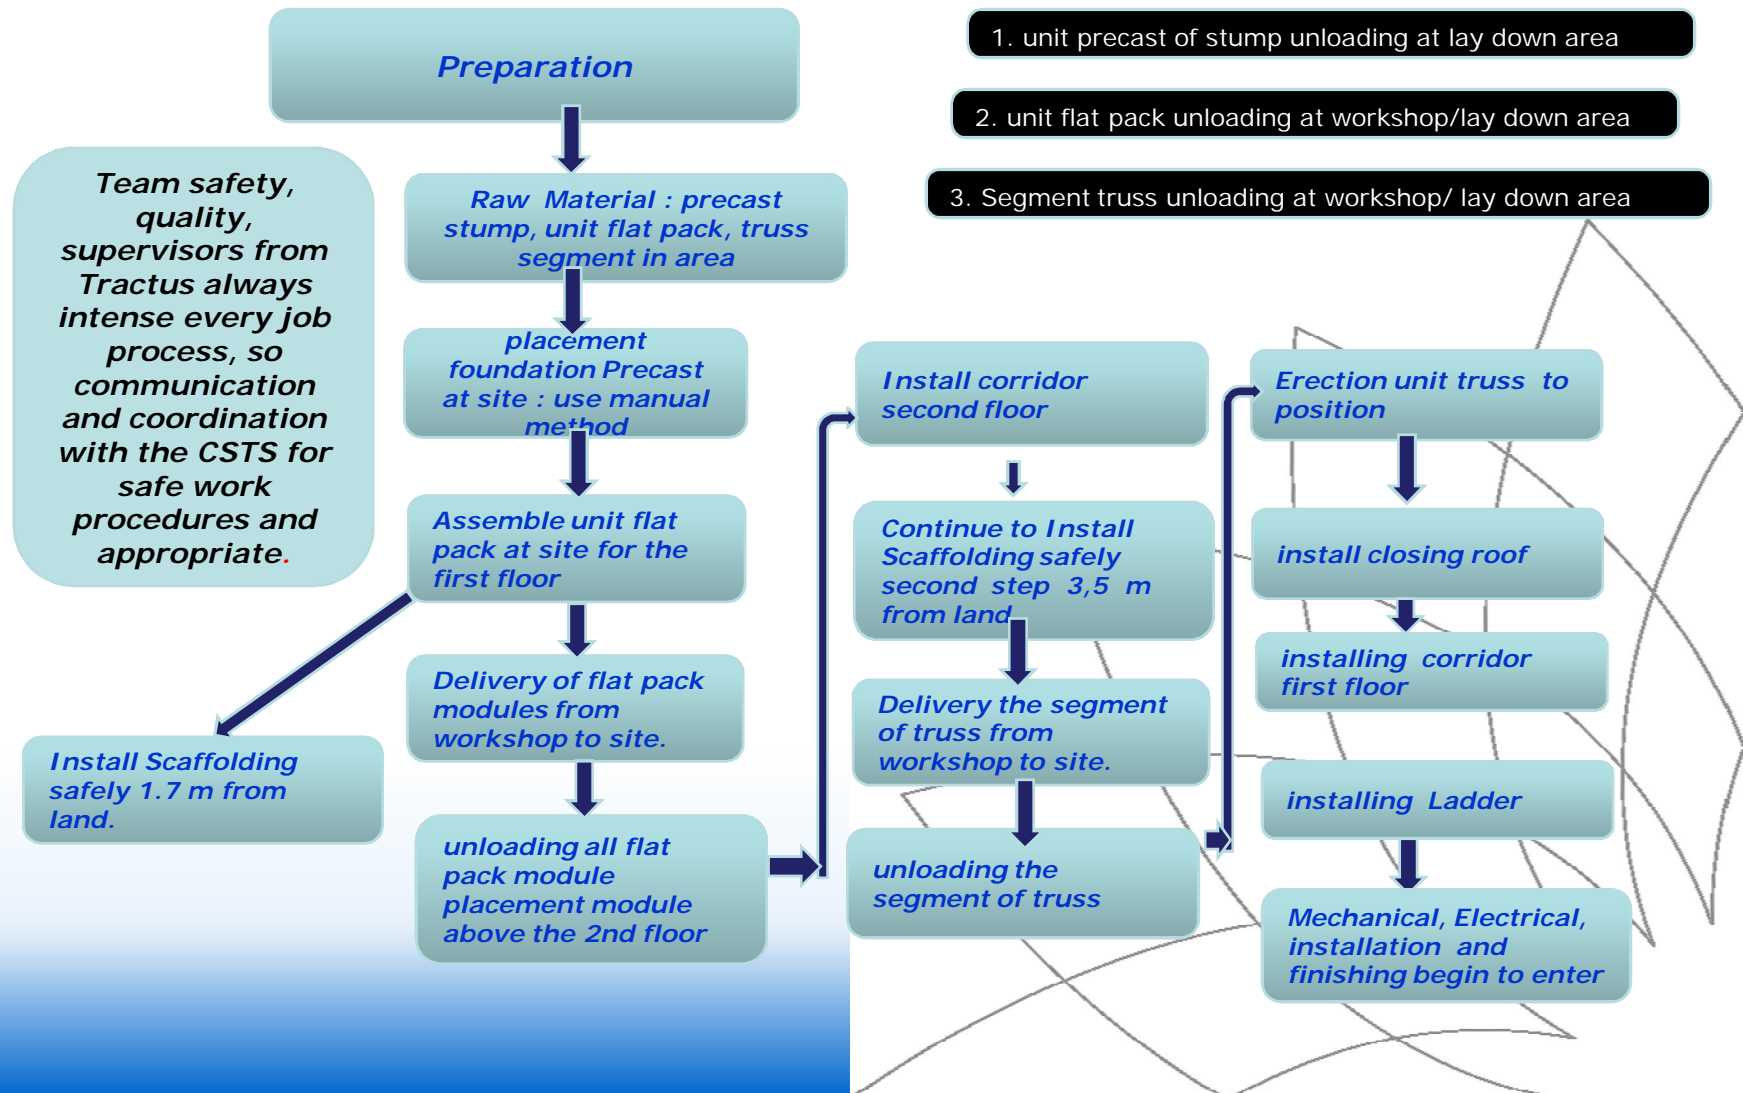 Preparation
1. unit precast of stump unloading at lay down area
2. unit flat pack unloading at workshop/lay down area
3. Segment truss unloading at workshop/ lay down area
Team safety,
quality,
supervisors from
Tractus always
intense every job
process, so
communication
and coordination
with the CSTS for
safe work
procedures and
appropriate.
Raw Material : precast
stump, unit flat pack, truss
segment in area
placement
foundation Precast
at site : use manual
method
Assemble unit flat
pack at site for the
first floor
Install Scaffolding
safely 1.7 m from
land.
Delivery of flat pack
modules from
workshop to site.
unloading all flat
pack module
placement module
above the 2nd floor
Install corridor
second floor
Continue to Install
Scaffolding safely
second step 3,5 m
from land
Delivery the segment
of truss from
workshop to site.
unloading the
segment of truss
Erection unit truss to
position
install closing roof
installing corridor
first floor
installing Ladder
Mechanical, Electrical,
installation and
finishing begin to enter